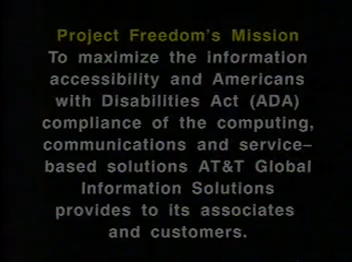 Project Freedom's Mission
To maximize the information
accessibility and Americans
with Disabilities Act (ADA)
compliance of the computing,
communications and service–
based solutions AT&T Global
Information Solutions
provides to its associates
and customers.